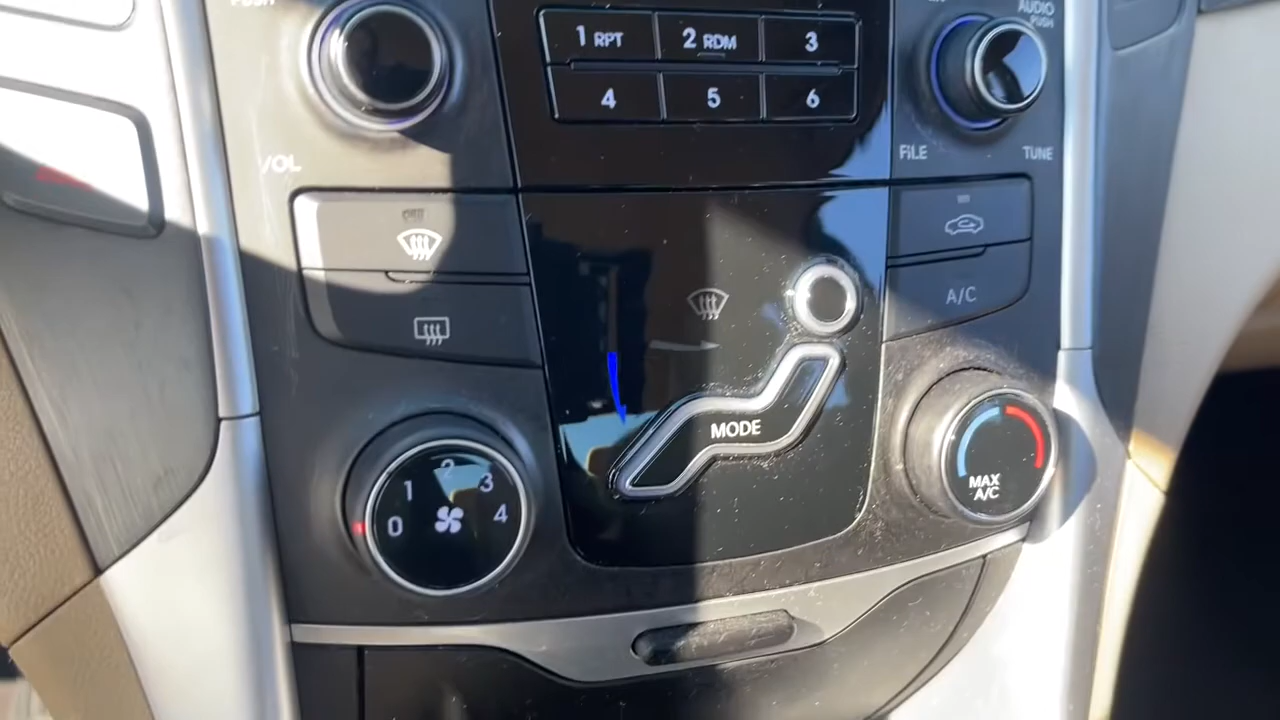 PUSH
AUDIO
PUSH
1 RPT
2 RDM
3
4
5
6
VOL
FILE
TUNE
A/C
MODE
0
1
2
3
4
MAX
A/C